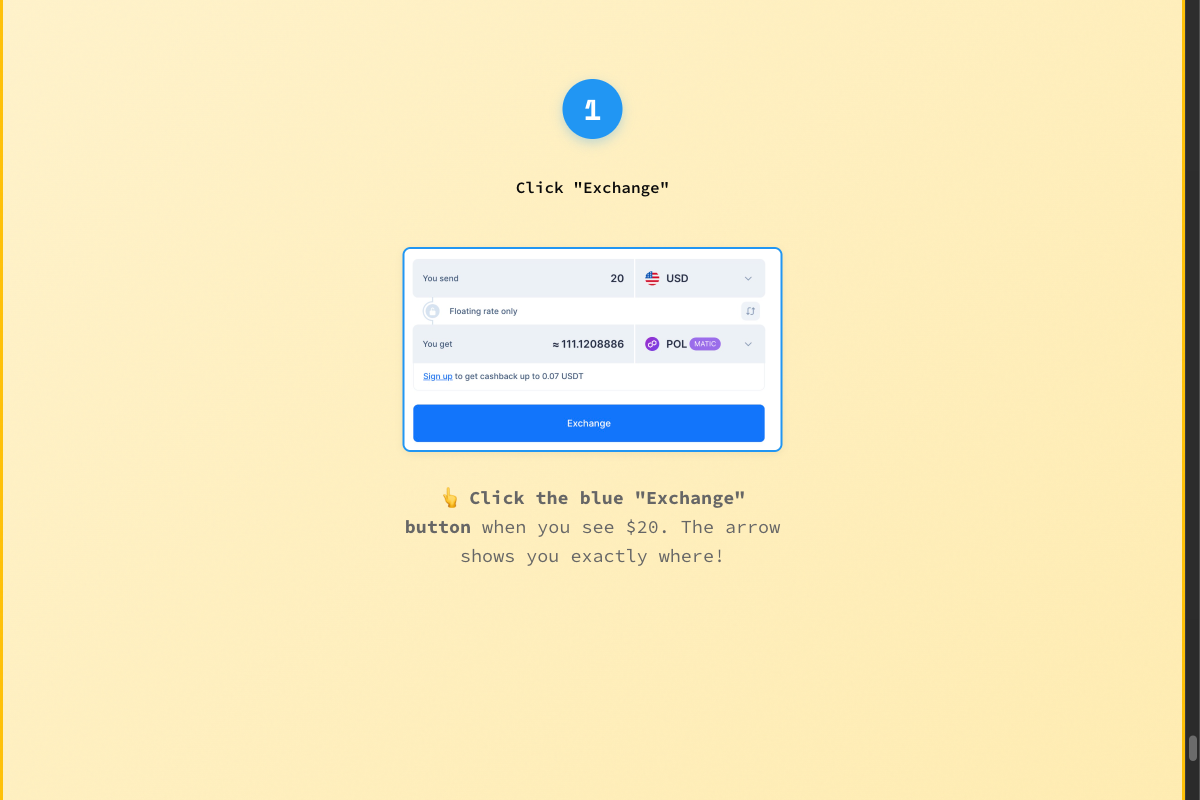 1
Click "Exchange"
You send 20 USD
Floating rate only
You get ≈ 111.1208886 POL MATIC
Sign up to get cashback up to 0.07 USDT
Exchange
👆 Click the blue "Exchange"
button when you see $20. The arrow
shows you exactly where!